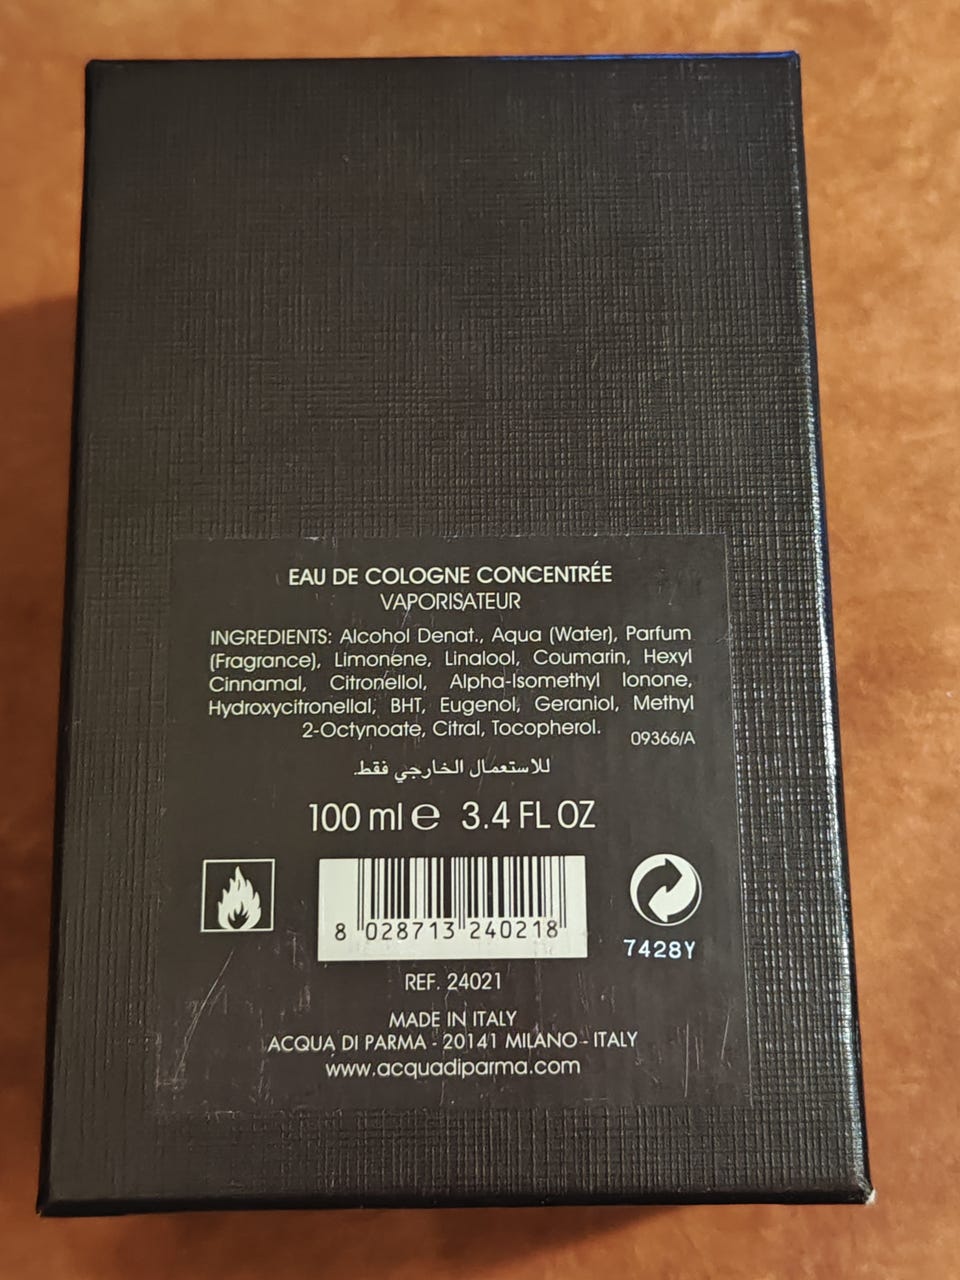 EAU DE COLOGNE CONCENTRÉE
VAPORISATEUR
INGREDIENTS: Alcohol Denat., Aqua (Water), Parfum
(Fragrance), Limonene, Linalool, Coumarin, Hexyl
Cinnamal, Citronellol, Alpha-Isomethyl Ionone,
Hydroxycitronellal, BHT, Eugenol, Geraniol, Methyl
2-Octynoate, Citral, Tocopherol.
09366/A
للاستعمال الخارجي فقط.
100 ml e 3.4 FL OZ
8 028713 240218
7428Y
REF. 24021
MADE IN ITALY
ACQUA DI PARMA - 20141 MILANO - ITALY
www.acquadiparma.com